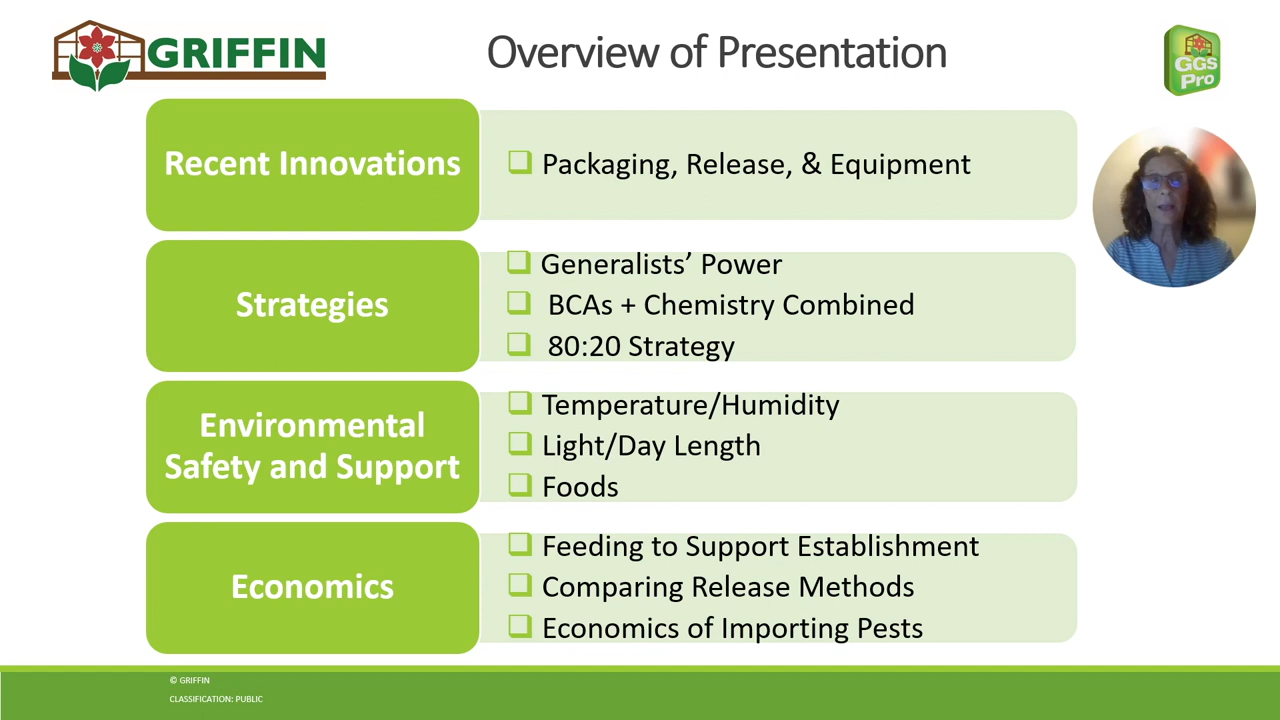 GRIFFIN
Overview of Presentation
GGS
Pro
Recent Innovations
Packaging, Release, & Equipment
Strategies
Generalists’ Power
BCAs + Chemistry Combined
80:20 Strategy
Environmental
Safety and Support
Temperature/Humidity
Light/Day Length
Foods
Economics
Feeding to Support Establishment
Comparing Release Methods
Economics of Importing Pests
© GRIFFIN
CLASSIFICATION: PUBLIC